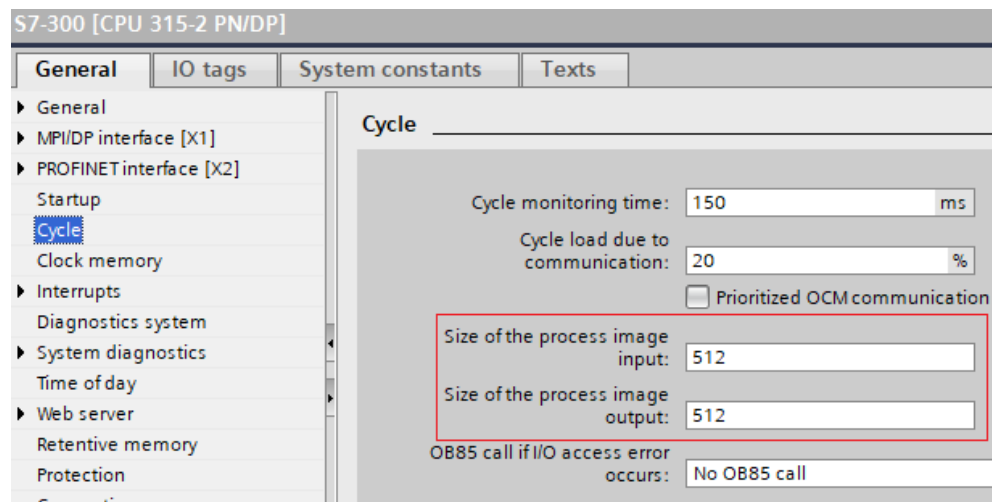 S7-300 [CPU 315-2 PN/DP]
General IO tags System constants Texts
General
MPI/DP interface [X1]
PROFINET interface [X2]
Startup
Cycle
Clock memory
Interrupts
Diagnostics system
System diagnostics
Time of day
Web server
Retentive memory
Protection
Cycle
Cycle monitoring time: 150 ms
Cycle load due to
communication: 20 %
Prioritized OCM communication
Size of the process image
input: 512
Size of the process image
output: 512
OB85 call if I/O access error
occurs: No OB85 call